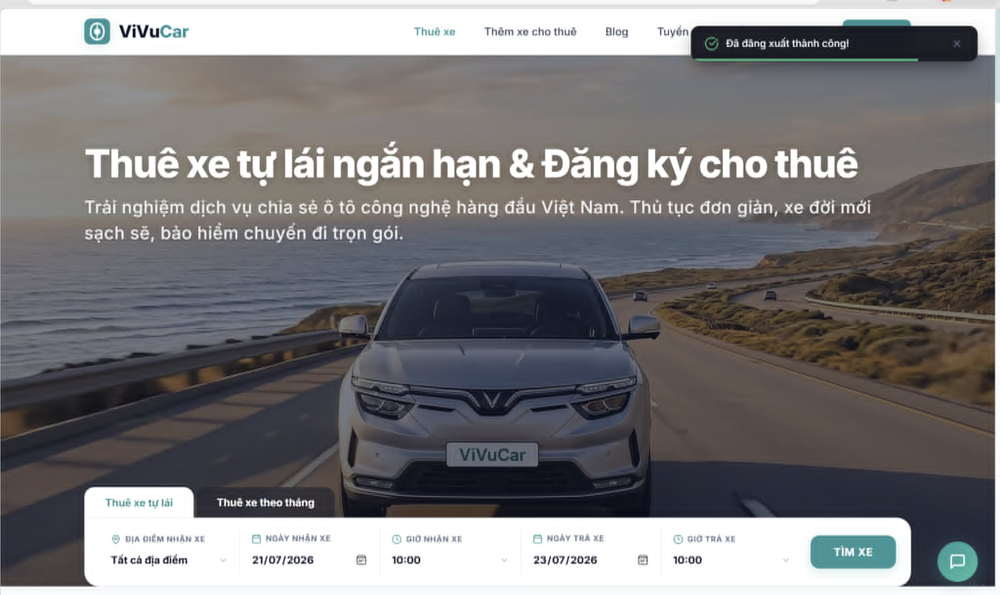 ViVuCar
Thuê xe
Thêm xe cho thuê
Blog
Tuyển
Đã đăng xuất thành công!
Thuê xe tự lái ngắn hạn & Đăng ký cho thuê
Trải nghiệm dịch vụ chia sẻ ô tô công nghệ hàng đầu Việt Nam. Thủ tục đơn giản, xe đời mới
sạch sẽ, bảo hiểm chuyến đi trọn gói.
ViVuCar
Thuê xe tự lái
Thuê xe theo tháng
ĐỊA ĐIỂM NHẬN XE
NGÀY NHẬN XE
GIỜ NHẬN XE
NGÀY TRẢ XE
GIỜ TRẢ XE
Tất cả địa điểm
21/07/2026
10:00
23/07/2026
10:00
TÌM XE